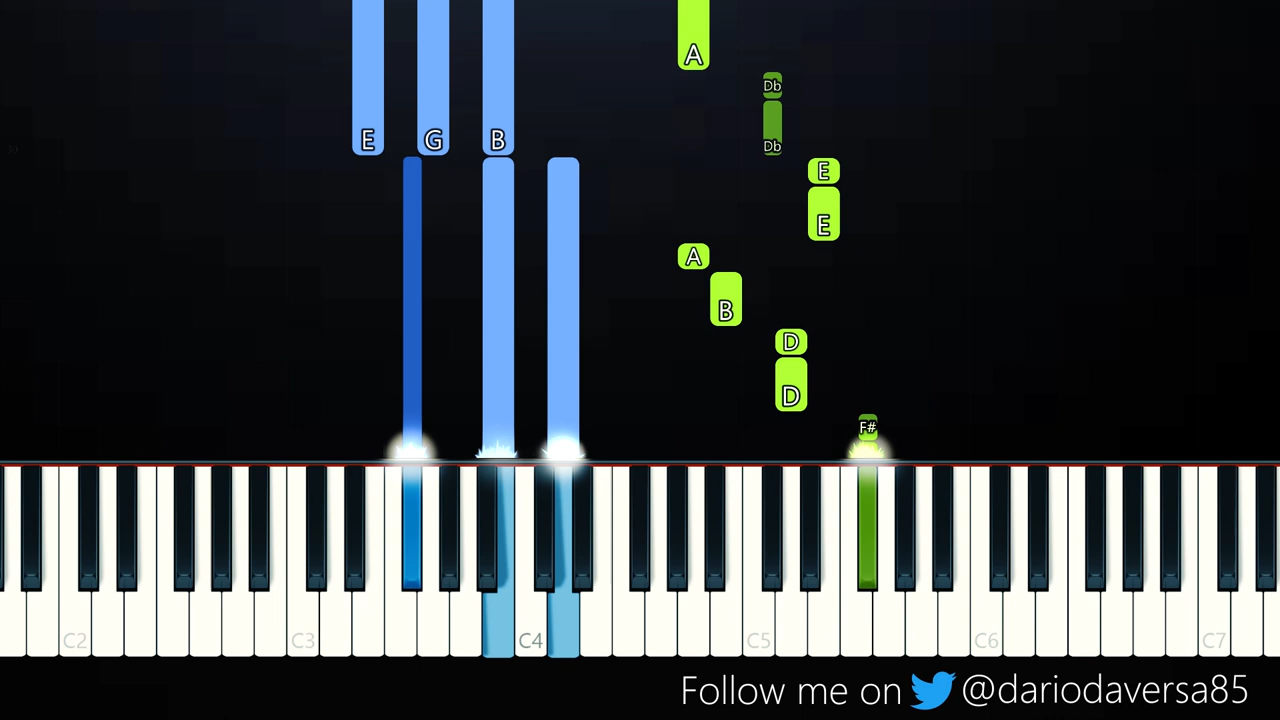 A
Db
E G B
Db
E
E
A
B
D
D
F#
C2 C3 C4 C5 C6 C7
Follow me on @dariodaversa85